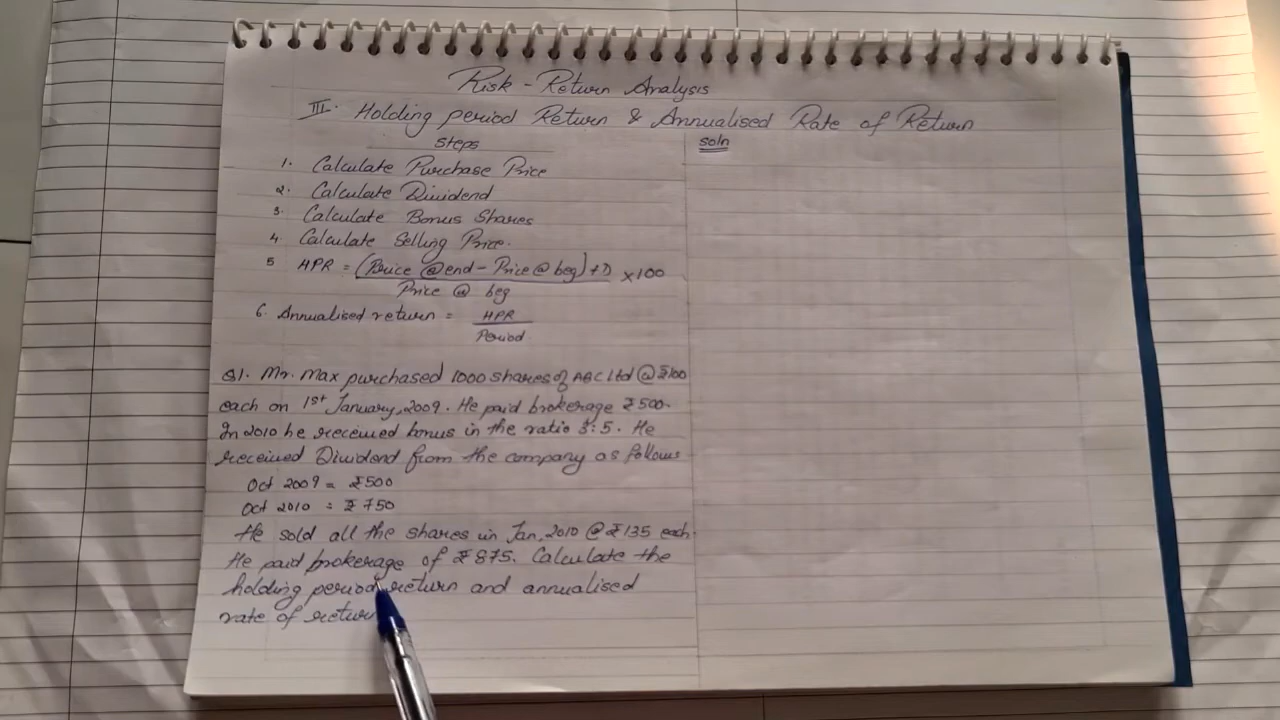 Risk - Return Analysis
III. Holding period Return & Annualised Rate of Return
Steps
1. Calculate Purchase Price
2. Calculate Dividend
3. Calculate Bonus Shares
4. Calculate Selling Price.
5 HPR = (Price @end - Price @ beg) + D × 100
Price @ beg
6. Annualised return = HPR
Period
Q1. Mr. Max purchased 1000 shares of ABC Ltd @ ₹100
each on 1st January, 2009. He paid brokerage ₹500.
In 2010 he received bonus in the ratio 3:5. He
received Dividend from the company as follows
Oct 2009 = ₹500
Oct 2010 = ₹750
He sold all the shares in Jan, 2010 @ ₹135 each.
He paid brokerage of ₹875. Calculate the
holding period return and annualised
rate of return
soln